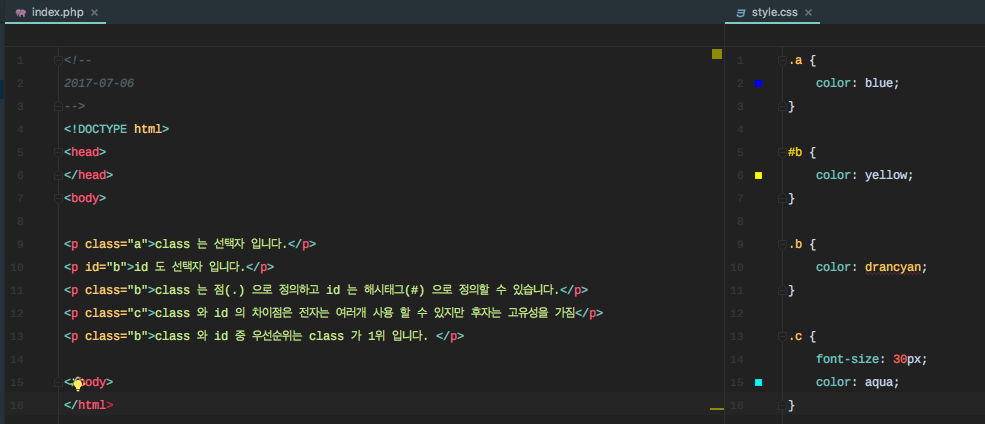 index.php
style.css
1 <!--
2 2017-07-06
3 -->
4 <!DOCTYPE html>
5 <head>
6 </head>
7 <body>
8
9 <p class="a">class 는 선택자 입니다.</p>
10 <p id="b">id 도 선택자 입니다.</p>
11 <p class="b">class 는 점(.) 으로 정의하고 id 는 해시태그(#) 으로 정의할 수 있습니다.</p>
12 <p class="c">class 와 id 의 차이점은 전자는 여러개 사용 할 수 있지만 후자는 고유성을 가짐</p>
13 <p class="b">class 와 id 중 우선순위는 class 가 1위 입니다. </p>
14
15 </body>
16 </html>
1 .a {
2 color: blue;
3 }
4
5 #b {
6 color: yellow;
7 }
8
9 .b {
10 color: drancyan;
11 }
12
13 .c {
14 font-size: 30px;
15 color: aqua;
16 }